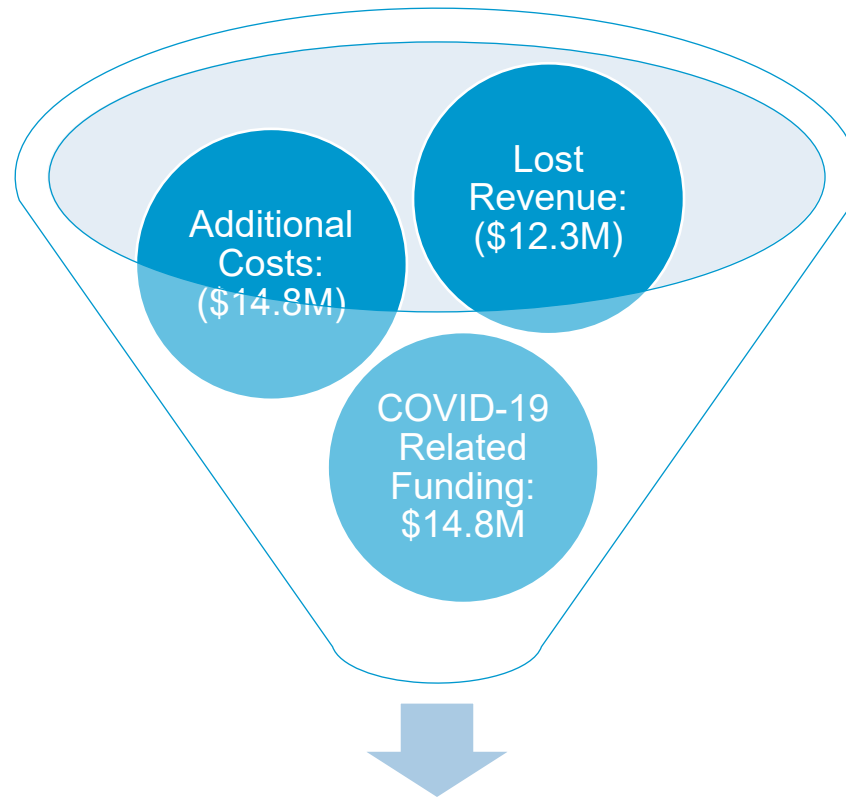 Additional
Costs:
($14.8M)
Lost
Revenue:
($12.3M)
COVID-19
Related
Funding:
$14.8M